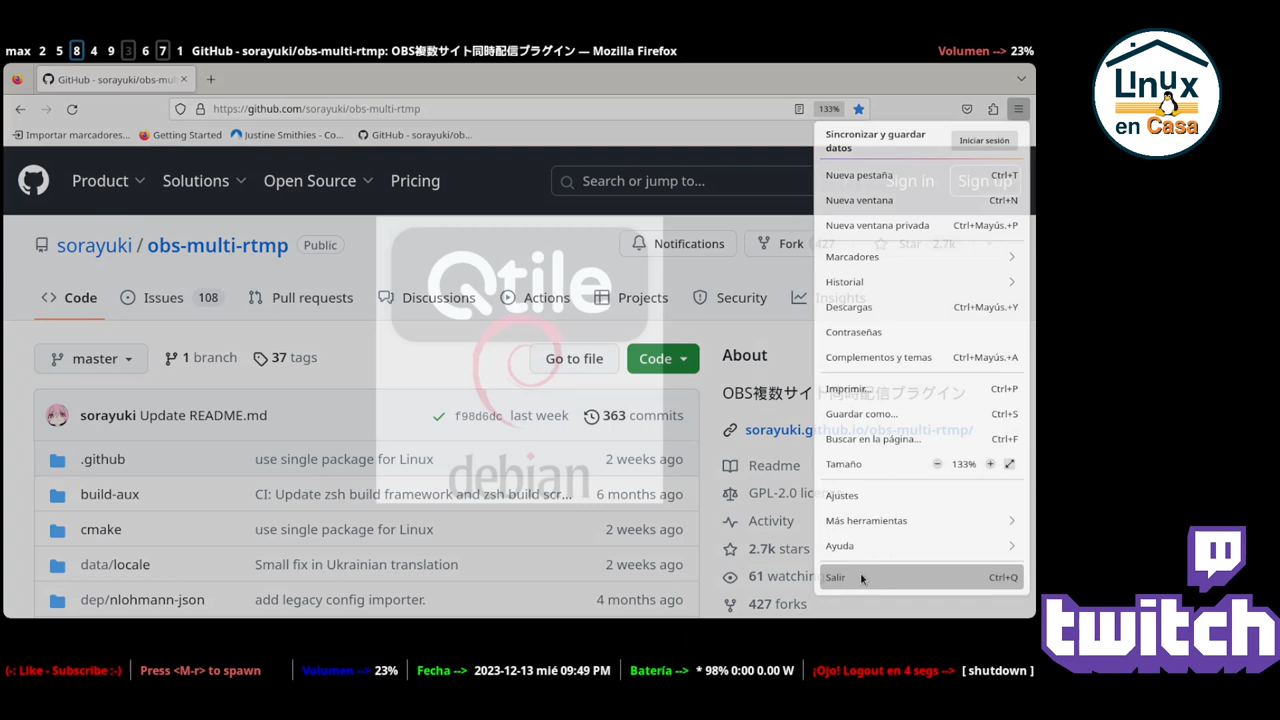 max 2 5 8 4 9 3 6 7 1 GitHub - sorayuki/obs-multi-rtmp: OBS複数サイト同時配信プラグイン — Mozilla Firefox
Volumen --> 23%
Linux
en Casa
GitHub - sorayuki/obs-mult
https://github.com/sorayuki/obs-multi-rtmp
133%
Importar marcadores...
Getting Started
Justine Smithies - Co...
GitHub - sorayuki/ob...
Product
Solutions
Open Source
Pricing
Search or jump to...
Sign in
Sign up
sorayuki / obs-multi-rtmp
Public
Notifications
Fork 427
Star 2.7k
Code
Issues 108
Pull requests
Discussions
Actions
Projects
Security
Insights
master
1 branch
37 tags
Go to file
Code
sorayuki Update README.md
f98d6dc last week
363 commits
.github
use single package for Linux
2 weeks ago
build-aux
CI: Update zsh build framework and zsh build scr...
6 months ago
cmake
use single package for Linux
2 weeks ago
data/locale
Small fix in Ukrainian translation
2 weeks ago
dep/nlohmann-json
add legacy config importer.
4 months ago
Qtile
debian
About
OBS複数サイト同時配信プラグイン
sorayuki.github.io/obs-multi-rtmp/
Readme
GPL-2.0 lice
Activity
2.7k stars
61 watching
427 forks
Sincronizar y guardar
datos
Iniciar sesión
Nueva pestaña Ctrl+T
Nueva ventana Ctrl+N
Nueva ventana privada Ctrl+Mayús.+P
Marcadores
Historial
Descargas Ctrl+Mayús.+Y
Contraseñas
Complementos y temas Ctrl+Mayús.+A
Imprimir... Ctrl+P
Guardar como... Ctrl+S
Buscar en la página... Ctrl+F
Tamaño 133%
Ajustes
Más herramientas
Ayuda
Salir Ctrl+Q
twitch
(-: Like - Subscribe :-)
Press <M-r> to spawn
Volumen --> 23%
Fecha --> 2023-12-13 mié 09:49 PM
Batería --> * 98% 0:00 0.00 W
¡Ojo! Logout en 4 segs --> [ shutdown ]